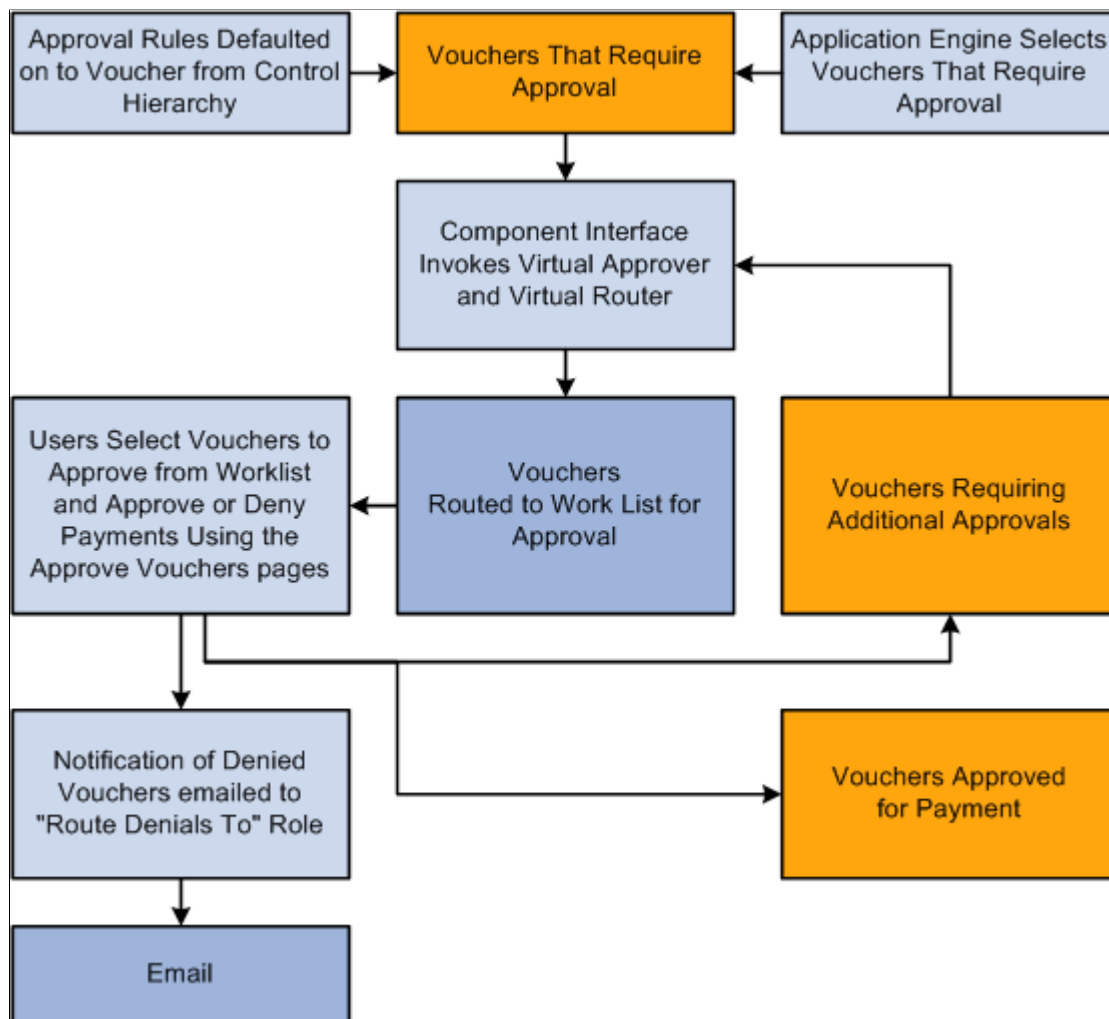 Approval Rules Defaulted
on to Voucher from Control
Hierarchy
Vouchers That Require
Approval
Application Engine Selects
Vouchers That Require
Approval
Component Interface
Invokes Virtual Approver
and Virtual Router
Users Select Vouchers to
Approve from Worklist
and Approve or Deny
Payments Using the
Approve Vouchers pages
Vouchers
Routed to Work List for
Approval
Vouchers Requiring
Additional Approvals
Notification of Denied
Vouchers emailed to
"Route Denials To" Role
Vouchers Approved
for Payment
Email